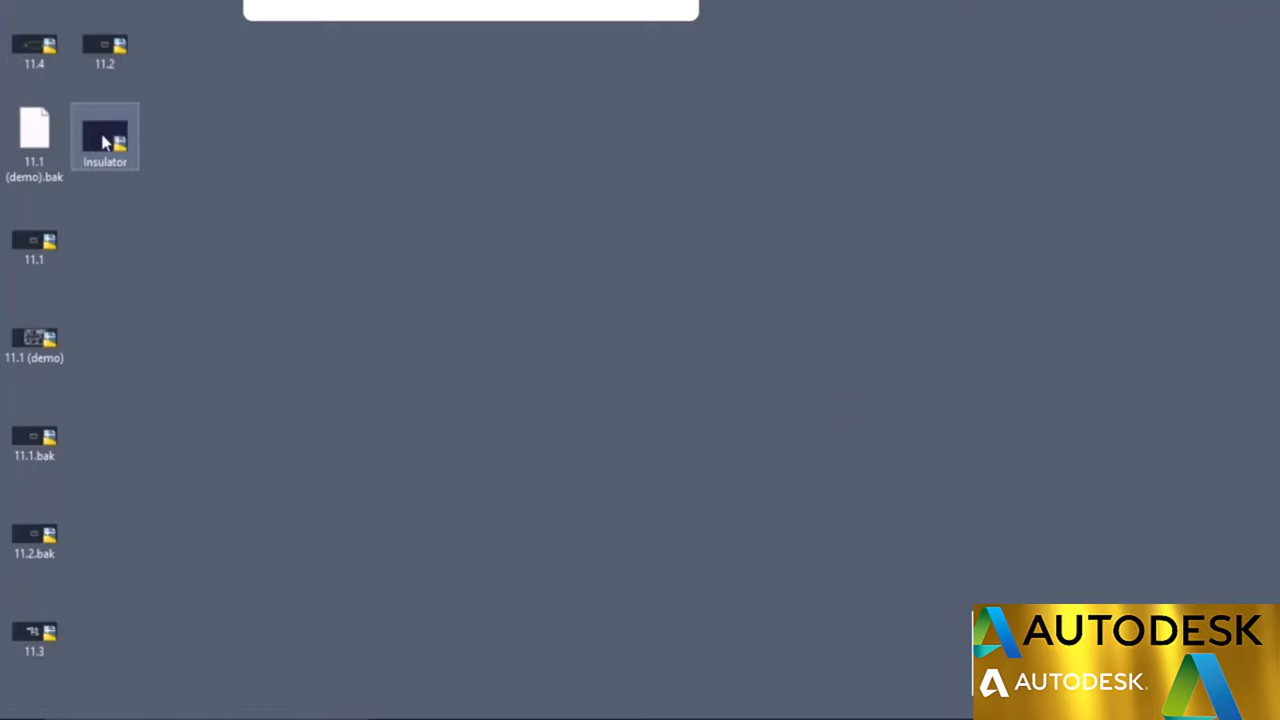 11.4
11.2
11.1
(demo).bak
Insulator
11.1
11.1 (demo)
11.1.bak
11.2.bak
11.3
AUTODESK
AUTODESK.